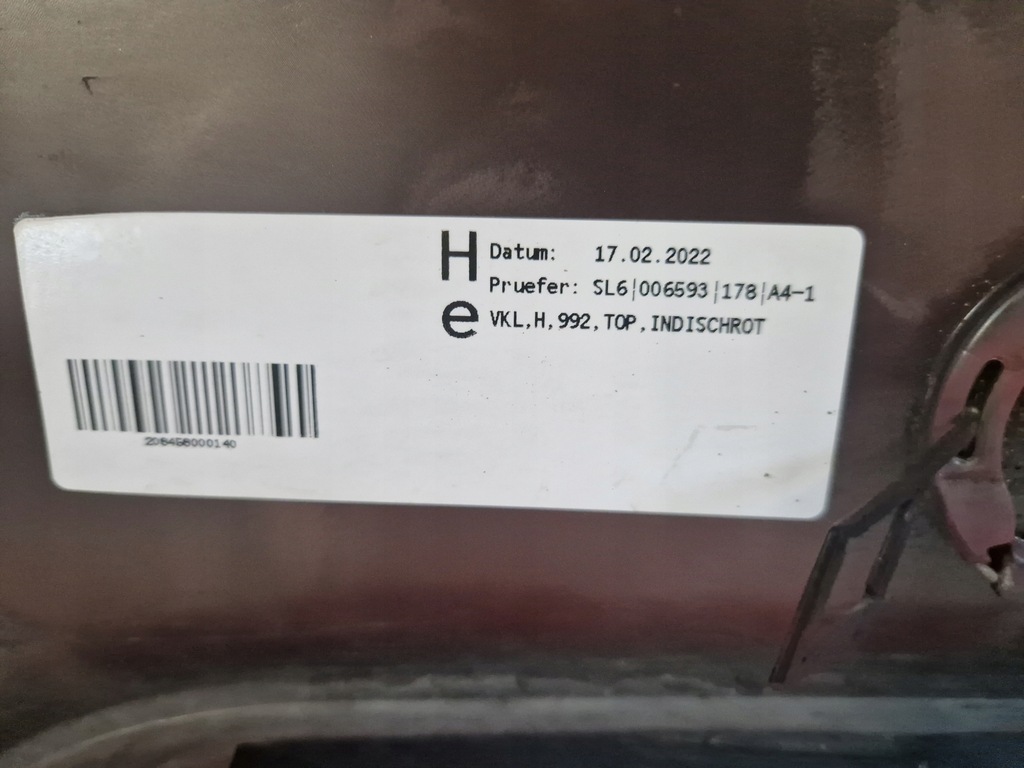 H
Datum: 17.02.2022
Pruefer: SL6|006593|178|A4-1
e
VKL,H,992,TOP,INDISCHROT